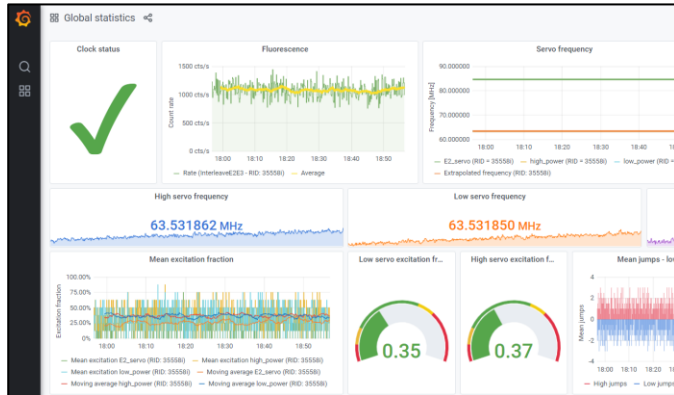 Global statistics
Clock status
Fluorescence
Servo frequency
1500 cts/s
1000 cts/s
500 cts/s
0 cts/s
Count rate
18:00 18:10 18:20 18:30 18:40 18:50
Rate (InterleaveE2E3 - RID: 35558i) Average
90.000000
80.000000
70.000000
60.000000
Frequency [MHz]
18:00 18:10 18:20 18:30 18:40
E2_servo (RID = 35558i) high_power (RID = 35558i) low_power (RID =
Extrapolated frequency (RID: 35558i)
High servo frequency
63.531862 MHz
Low servo frequency
63.531850 MHz
Mean excitation fraction
100.00%
75.00%
50.00%
25.00%
0%
Excitation fraction
18:00 18:10 18:20 18:30 18:40 18:50
Mean excitation E2_servo (RID: 35558i) Mean excitation high_power (RID: 35558i)
Mean excitation low_power (RID: 35558i) Moving average E2_servo (RID: 35558i)
Moving average high_power (RID: 35558i) Moving average low_power (RID: 35558i)
Low servo excitation fr...
0.35
High servo excitation f...
0.37
Mean jumps - lo
4
2
0
-2
-4
Mean jumps
18:00 18:10 18:20 18:30
High jumps Low jumps